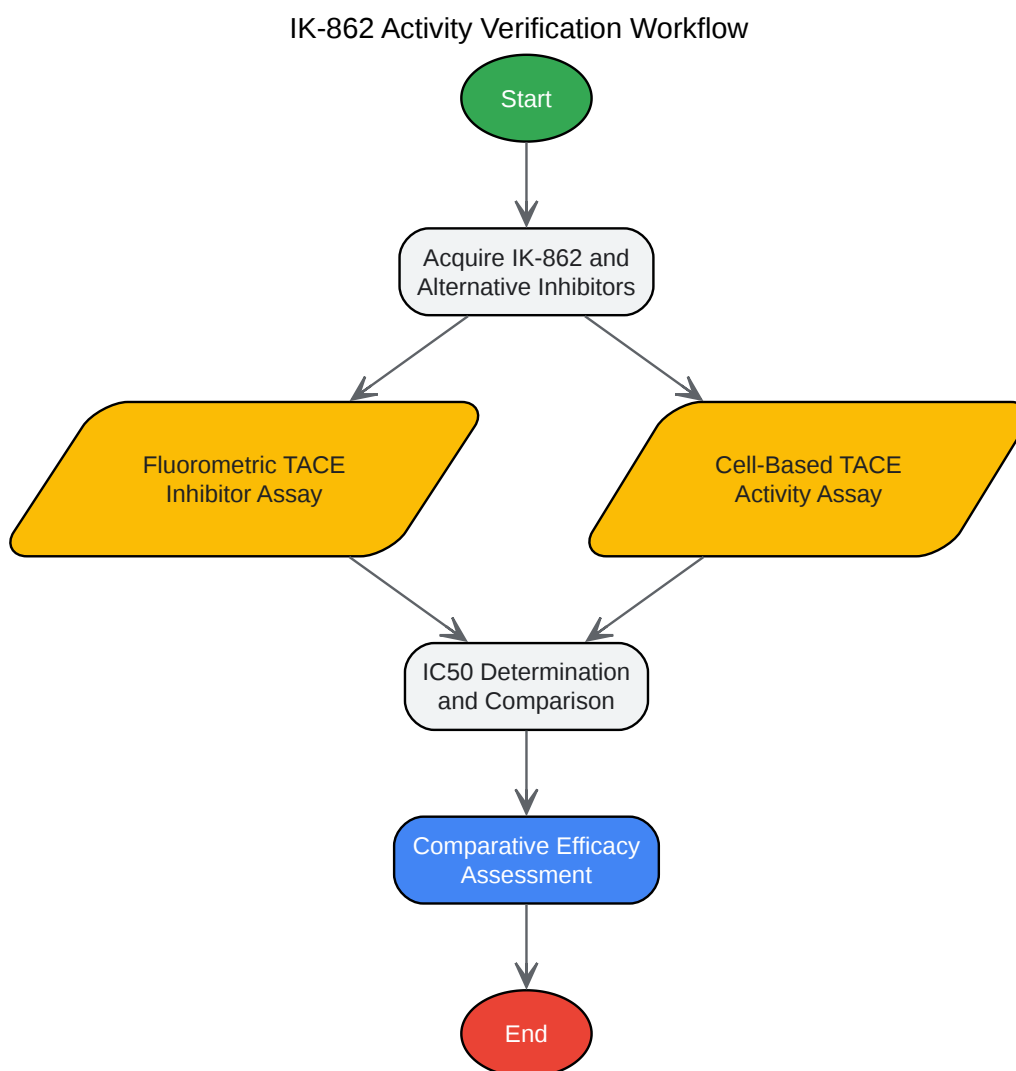 IK-862 Activity Verification Workflow
Start
Acquire IK-862 and
Alternative Inhibitors
Fluorometric TACE
Inhibitor Assay
Cell-Based TACE
Activity Assay
IC50 Determination
and Comparison
Comparative Efficacy
Assessment
End